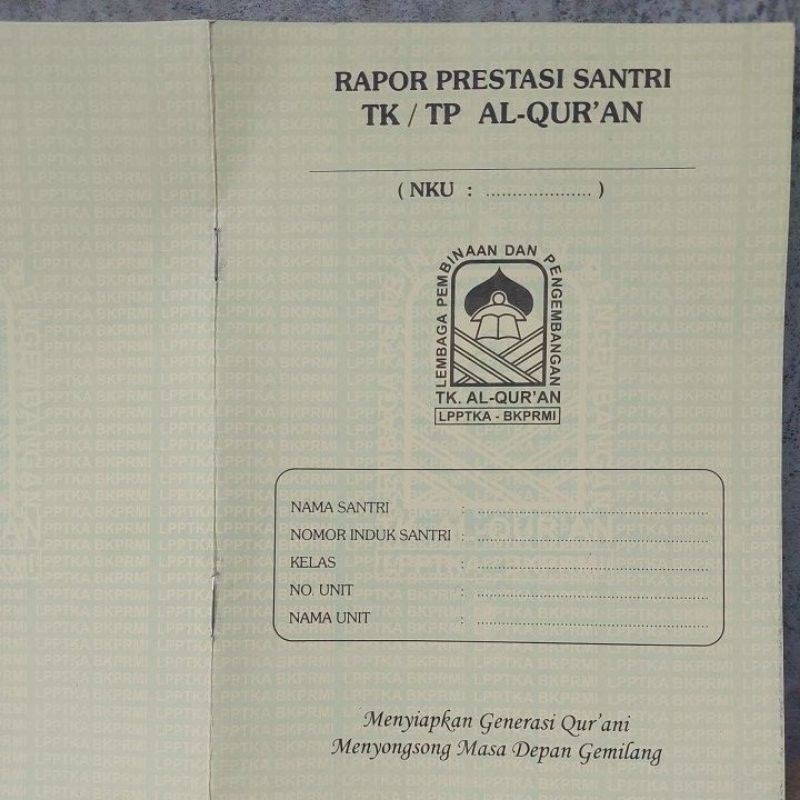 RAPOR PRESTASI SANTRI
TK / TP AL-QUR'AN
( NKU : .................... )
LEMBAGA PEMBINAAN DAN PENGEMBANGAN
TK. AL-QUR'AN
LPPTKA - BKPRMI
NAMA SANTRI :
NOMOR INDUK SANTRI :
KELAS :
NO. UNIT :
NAMA UNIT :
Menyiapkan Generasi Qur'ani
Menyongsong Masa Depan Gemilang